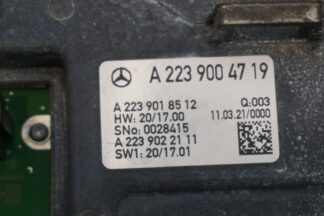 A 223 900 47 19
A 223 901 85 12 Q:003
HW: 20/17.00 11.03.21/0000
SNo: 0028415
A 223 902 21 11
SW1: 20/17.01